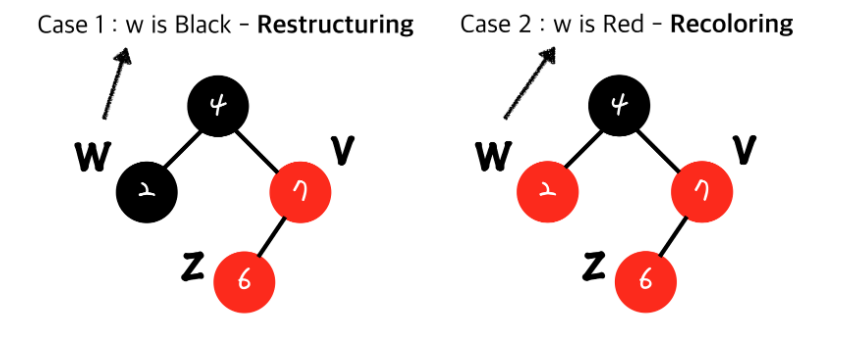 Case 1 : w is Black - Restructuring
4
W
2
7
V
Z
6
Case 2 : w is Red - Recoloring
4
W
2
7
V
Z
6